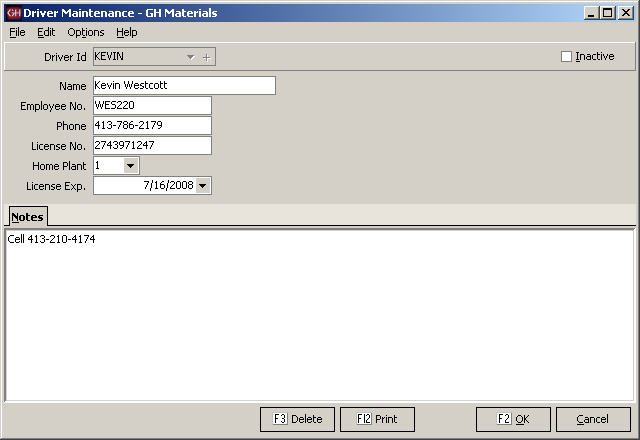 GH Driver Maintenance - GH Materials
File Edit Options Help
Driver Id KEVIN + Inactive
Name Kevin Westcott
Employee No. WES220
Phone 413-786-2179
License No. 2743971247
Home Plant 1
License Exp. 7/16/2008
Notes
Cell 413-210-4174
F3 Delete F12 Print F2 OK Cancel